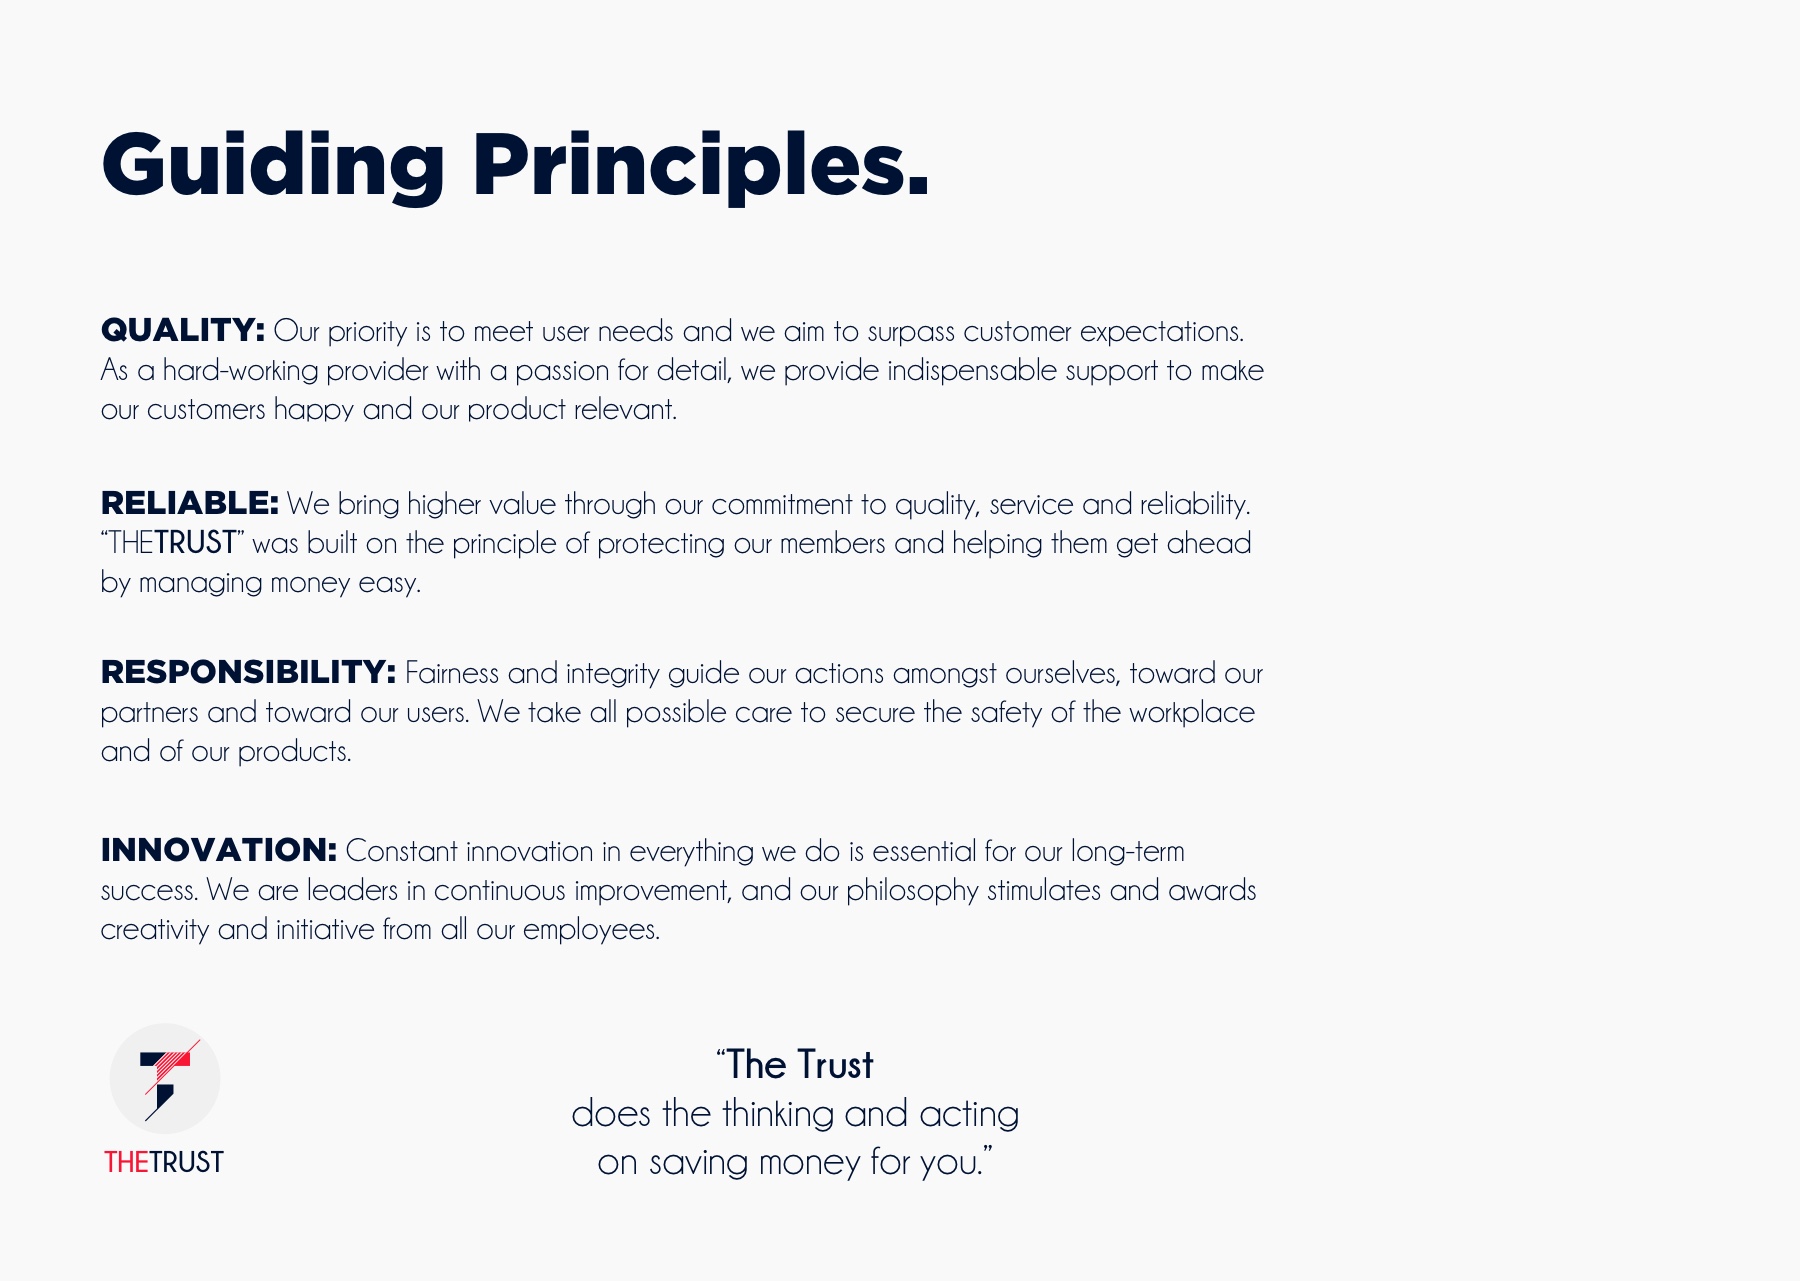 Guiding Principles.
QUALITY: Our priority is to meet user needs and we aim to surpass customer expectations.
As a hard-working provider with a passion for detail, we provide indispensable support to make
our customers happy and our product relevant.
RELIABLE: We bring higher value through our commitment to quality, service and reliability.
“THETRUST” was built on the principle of protecting our members and helping them get ahead
by managing money easy.
RESPONSIBILITY: Fairness and integrity guide our actions amongst ourselves, toward our
partners and toward our users. We take all possible care to secure the safety of the workplace
and of our products.
INNOVATION: Constant innovation in everything we do is essential for our long-term
success. We are leaders in continuous improvement, and our philosophy stimulates and awards
creativity and initiative from all our employees.
THETRUST
“The Trust
does the thinking and acting
on saving money for you.”